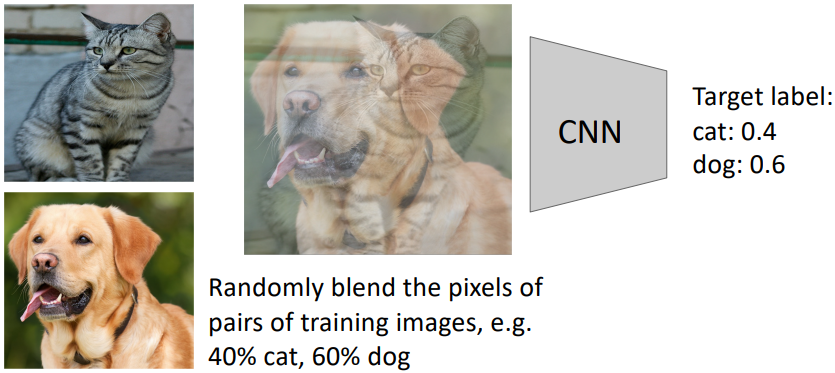 CNN
Target label:
cat: 0.4
dog: 0.6
Randomly blend the pixels of
pairs of training images, e.g.
40% cat, 60% dog